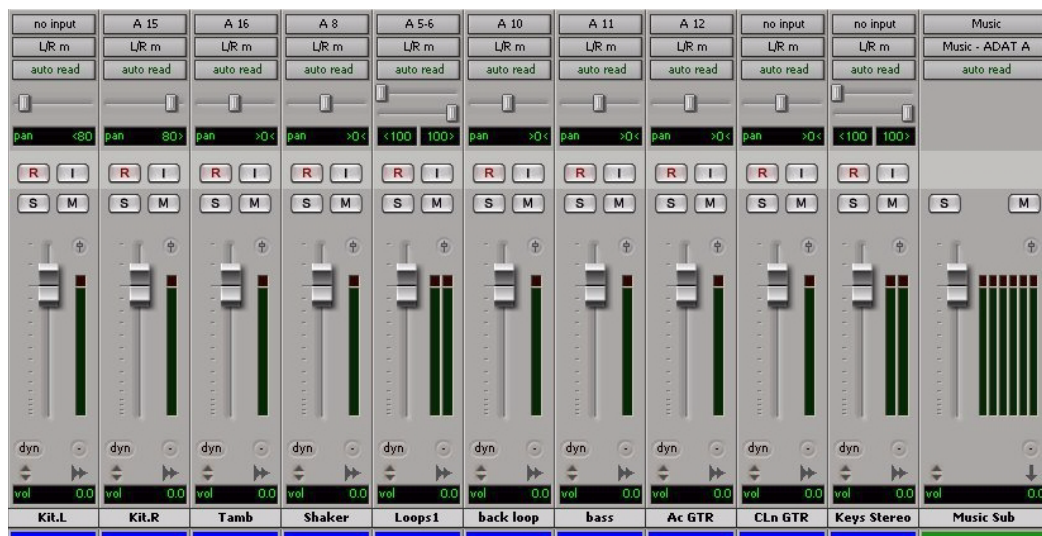 no input A 15 A 16 A 8 A 5-6 A 10 A 11 A 12 no input no input Music
L/R m L/R m L/R m L/R m L/R m L/R m L/R m L/R m L/R m L/R m Music - ADAT A
auto read auto read auto read auto read auto read auto read auto read auto read auto read auto read auto read
pan <80 pan 80> pan >0< pan >0< <100 100> pan >0< pan >0< pan >0< pan >0< <100 100>
R I R I R I R I R I R I R I R I R I R I
S M S M S M S M S M S M S M S M S M S M S M
dyn dyn dyn dyn dyn dyn dyn dyn dyn dyn
vol 0.0 vol 0.0 vol 0.0 vol 0.0 vol 0.0 vol 0.0 vol 0.0 vol 0.0 vol 0.0 vol 0.0 vol 0.0
Kit.L Kit.R Tamb Shaker Loops1 back loop bass Ac GTR CLn GTR Keys Stereo Music Sub